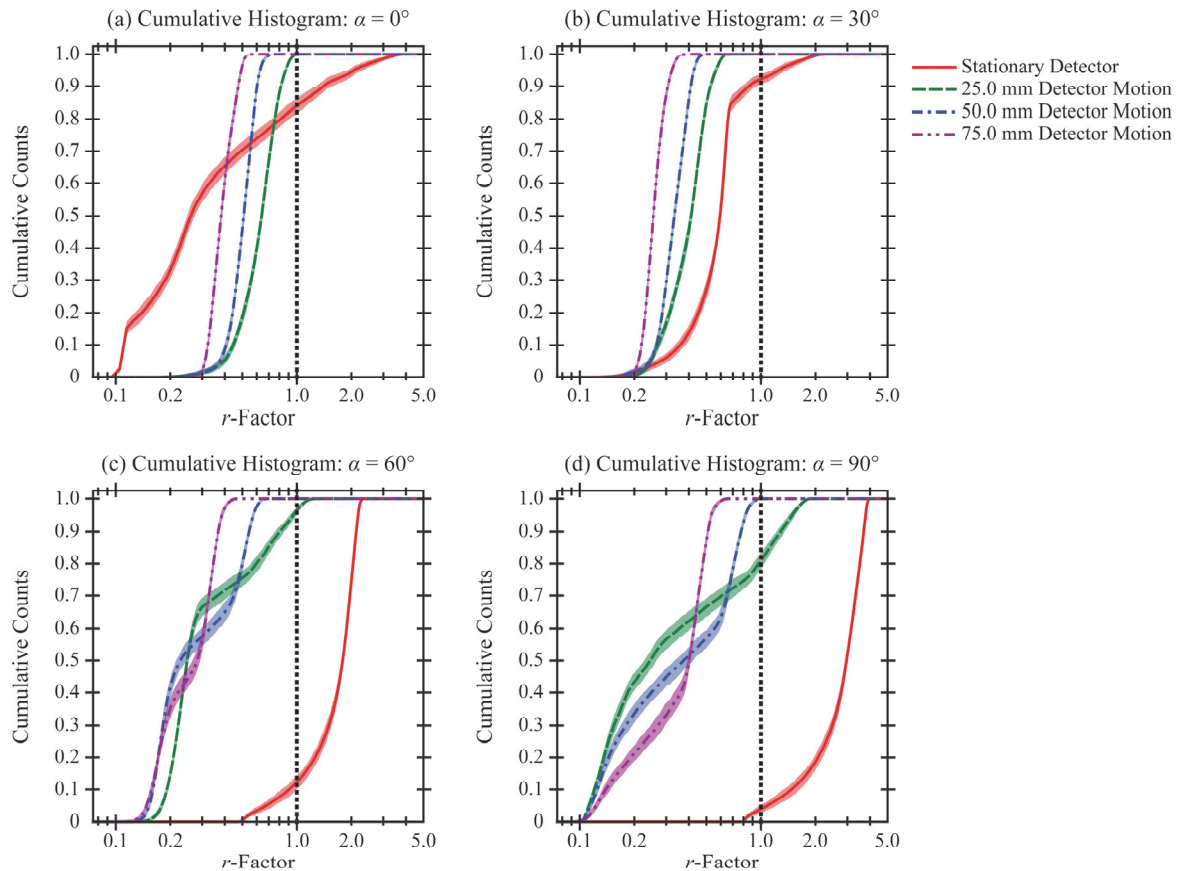 (a) Cumulative Histogram: α = 0°
(b) Cumulative Histogram: α = 30°
1.0
0.9
0.8
0.7
0.6
0.5
0.4
0.3
0.2
0.1
0
Cumulative Counts
0.1 0.2 1.0 2.0 5.0
r-Factor
1.0
0.9
0.8
0.7
0.6
0.5
0.4
0.3
0.2
0.1
0
Cumulative Counts
0.1 0.2 1.0 2.0 5.0
r-Factor
Stationary Detector
25.0 mm Detector Motion
50.0 mm Detector Motion
75.0 mm Detector Motion
(c) Cumulative Histogram: α = 60°
(d) Cumulative Histogram: α = 90°
1.0
0.9
0.8
0.7
0.6
0.5
0.4
0.3
0.2
0.1
0
Cumulative Counts
0.1 0.2 1.0 2.0 5.0
r-Factor
1.0
0.9
0.8
0.7
0.6
0.5
0.4
0.3
0.2
0.1
0
Cumulative Counts
0.1 0.2 1.0 2.0 5.0
r-Factor